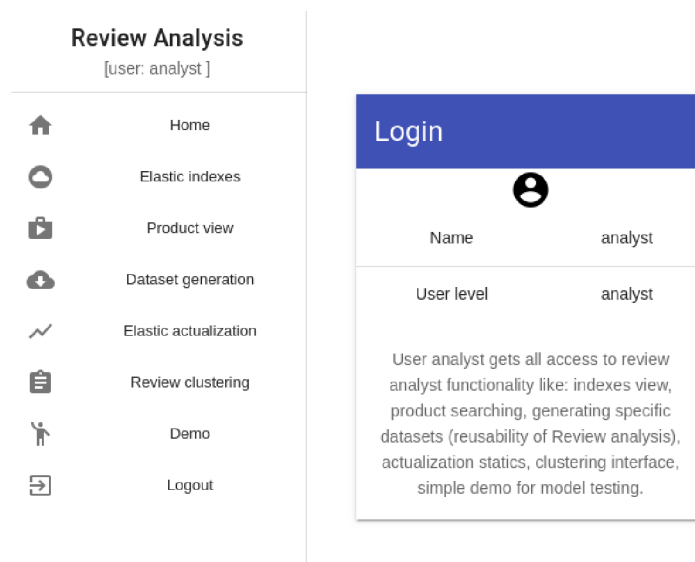 Review Analysis
[user: analyst ]
Home
Elastic indexes
Product view
Dataset generation
Elastic actualization
Review clustering
Demo
Logout
Login
Name analyst
User level analyst
User analyst gets all access to review
analyst functionality like: indexes view,
product searching, generating specific
datasets (reusability of Review analysis),
actualization statics, clustering interface,
simple demo for model testing.